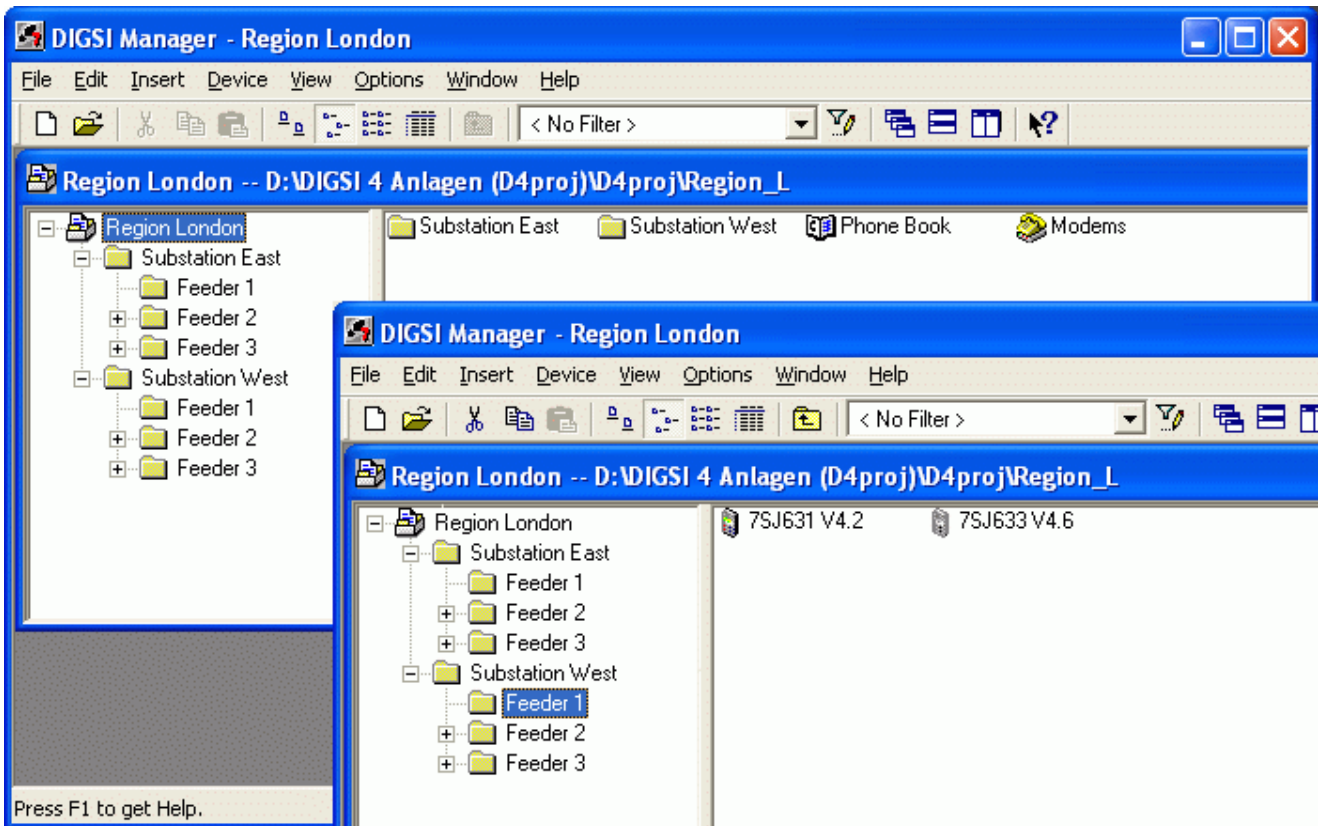 DIGSI Manager - Region London
File Edit Insert Device View Options Window Help
< No Filter >
Region London -- D:\DIGSI 4 Anlagen (D4proj)\D4proj\Region_L
Region London
Substation East
Feeder 1
Feeder 2
Feeder 3
Substation West
Feeder 1
Feeder 2
Feeder 3
Substation East Substation West Phone Book Modems
DIGSI Manager - Region London
File Edit Insert Device View Options Window Help
< No Filter >
Region London -- D:\DIGSI 4 Anlagen (D4proj)\D4proj\Region_L
Region London
Substation East
Feeder 1
Feeder 2
Feeder 3
Substation West
Feeder 1
Feeder 2
Feeder 3
7SJ631 V4.2 7SJ633 V4.6
Press F1 to get Help.